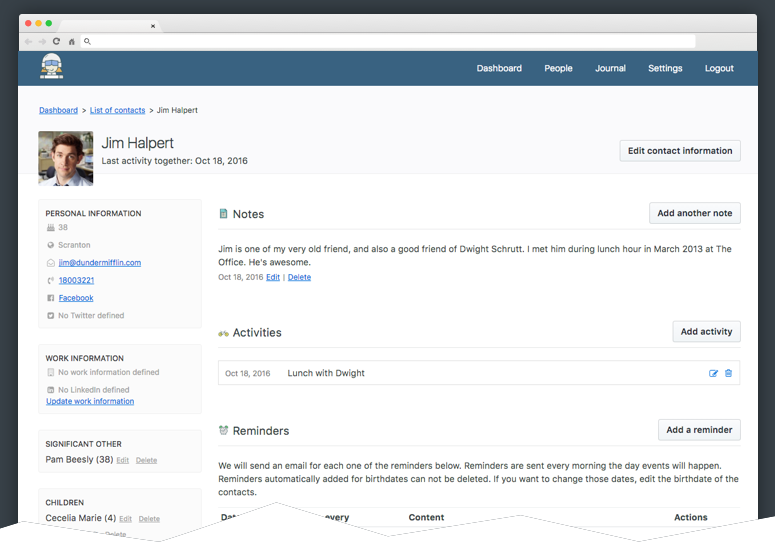 Dashboard People Journal Settings Logout
Dashboard > List of contacts > Jim Halpert
Jim Halpert
Last activity together: Oct 18, 2016
Edit contact information
PERSONAL INFORMATION
38
Scranton
jim@dundermifflin.com
18003221
Facebook
No Twitter defined
WORK INFORMATION
No work information defined
No LinkedIn defined
Update work information
SIGNIFICANT OTHER
Pam Beesly (38) Edit Delete
CHILDREN
Cecelia Marie (4) Edit Delete
Delete
Notes
Add another note
Jim is one of my very old friend, and also a good friend of Dwight Schrutt. I met him during lunch hour in March 2013 at The
Office. He's awesome.
Oct 18, 2016 Edit | Delete
Activities
Add activity
Oct 18, 2016 Lunch with Dwight
Reminders
Add a reminder
We will send an email for each one of the reminders below. Reminders are sent every morning the day events will happen.
Reminders automatically added for birthdates can not be deleted. If you want to change those dates, edit the birthdate of the
contacts.
Content Actions